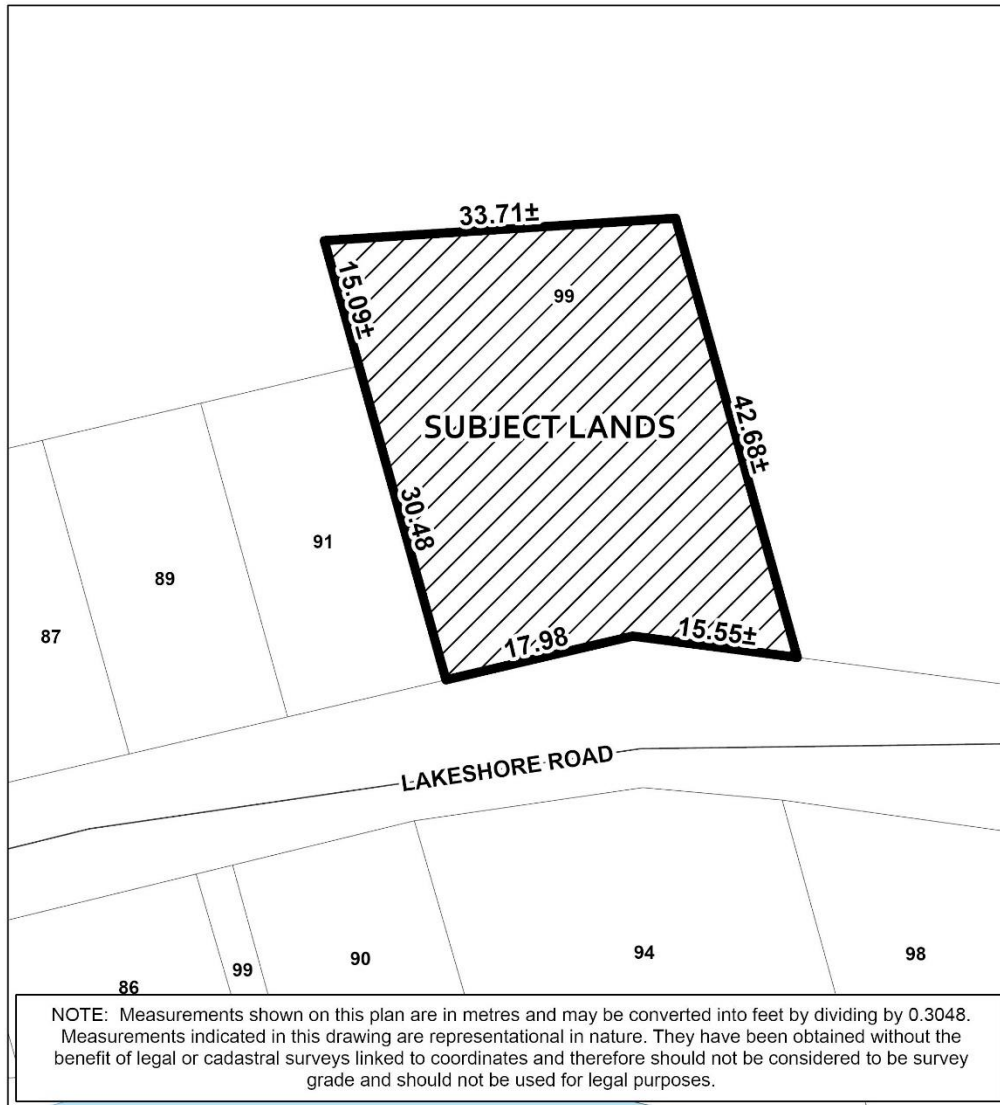 33.71±
15.09±
99
SUBJECT LANDS
42.68±
30.48
91
89
87
17.98
15.55±
LAKESHORE ROAD
86
99
90
94
98
NOTE: Measurements shown on this plan are in metres and may be converted into feet by dividing by 0.3048.
Measurements indicated in this drawing are representational in nature. They have been obtained without the
benefit of legal or cadastral surveys linked to coordinates and therefore should not be considered to be survey
grade and should not be used for legal purposes.